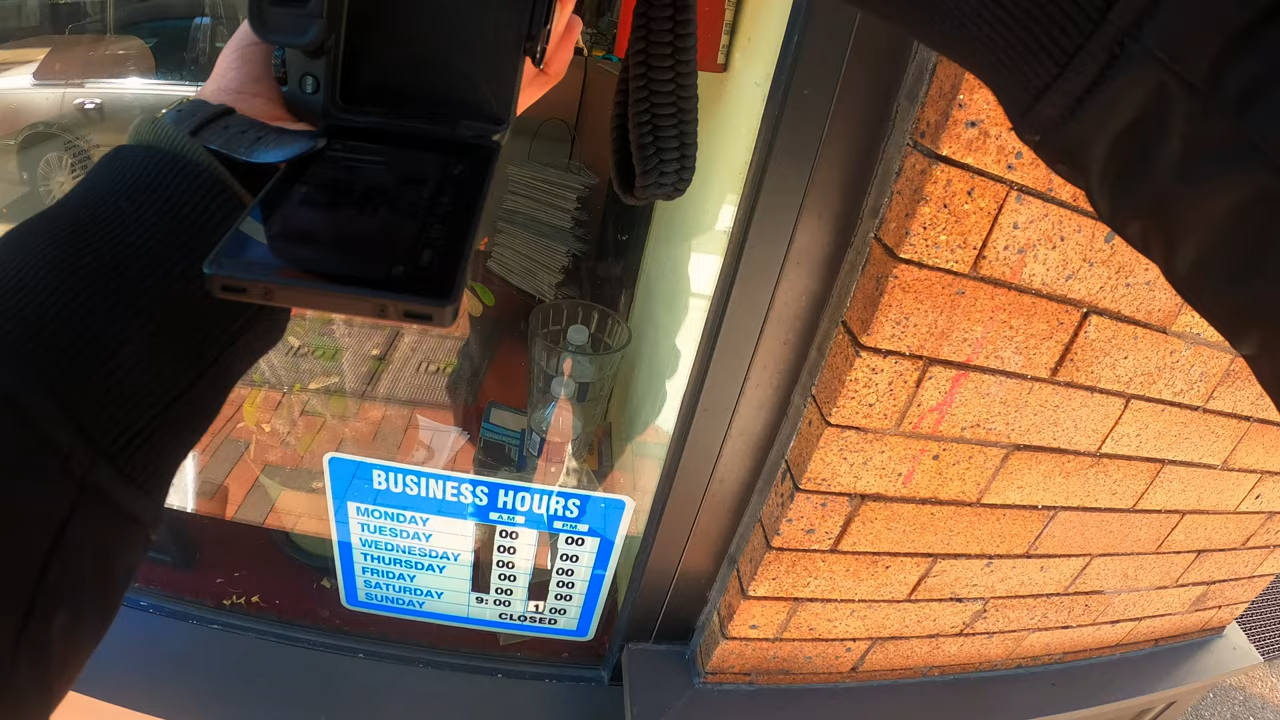 BUSINESS HOURS
A.M. P.M.
MONDAY 00 00
TUESDAY 00 00
WEDNESDAY 00 00
THURSDAY 00 00
FRIDAY 00 00
SATURDAY 9:00 1 00
SUNDAY CLOSED